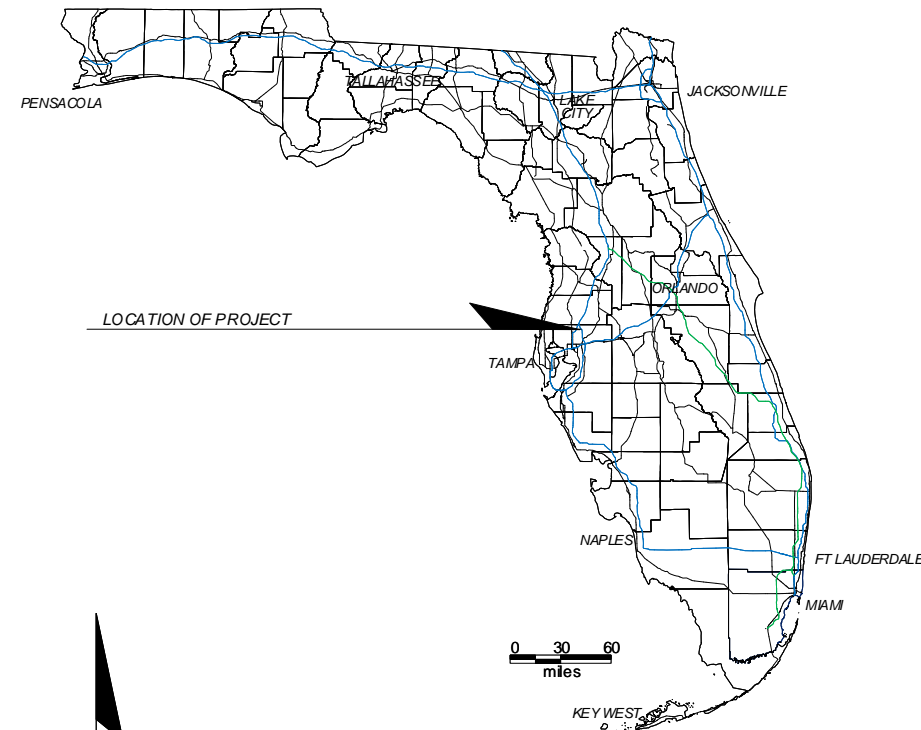 TALLAHASSEE
PENSACOLA
JACKSONVILLE
LAKE
CITY
ORLANDO
LOCATION OF PROJECT
TAMPA
NAPLES
FT LAUDERDALE
MIAMI
0 30 60
miles
KEY WEST